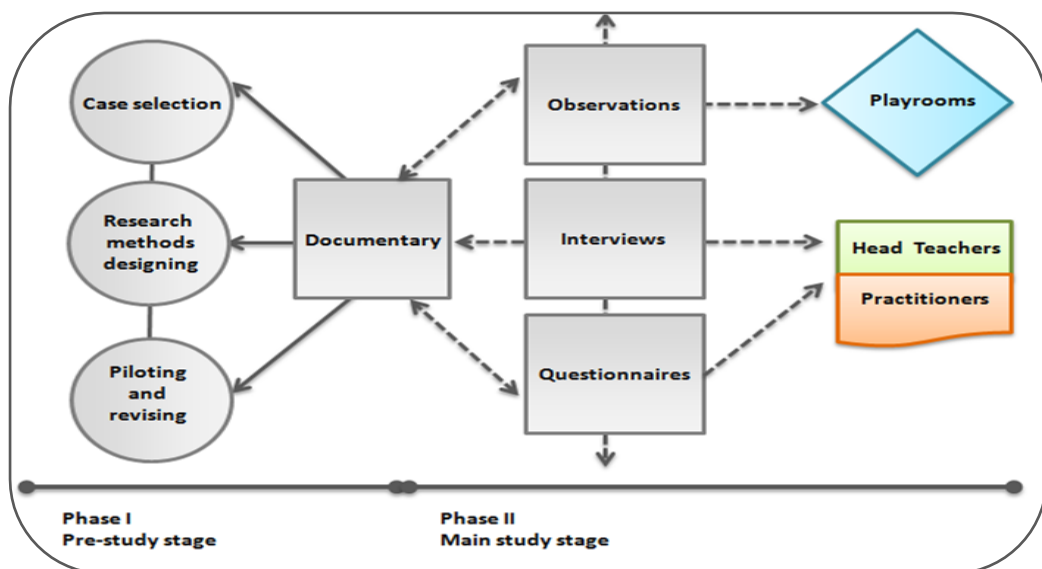 Case selection
Research
methods
designing
Piloting
and
revising
Documentary
Observations
Interviews
Questionnaires
Playrooms
Head Teachers
Practitioners
Phase I
Pre-study stage
Phase II
Main study stage